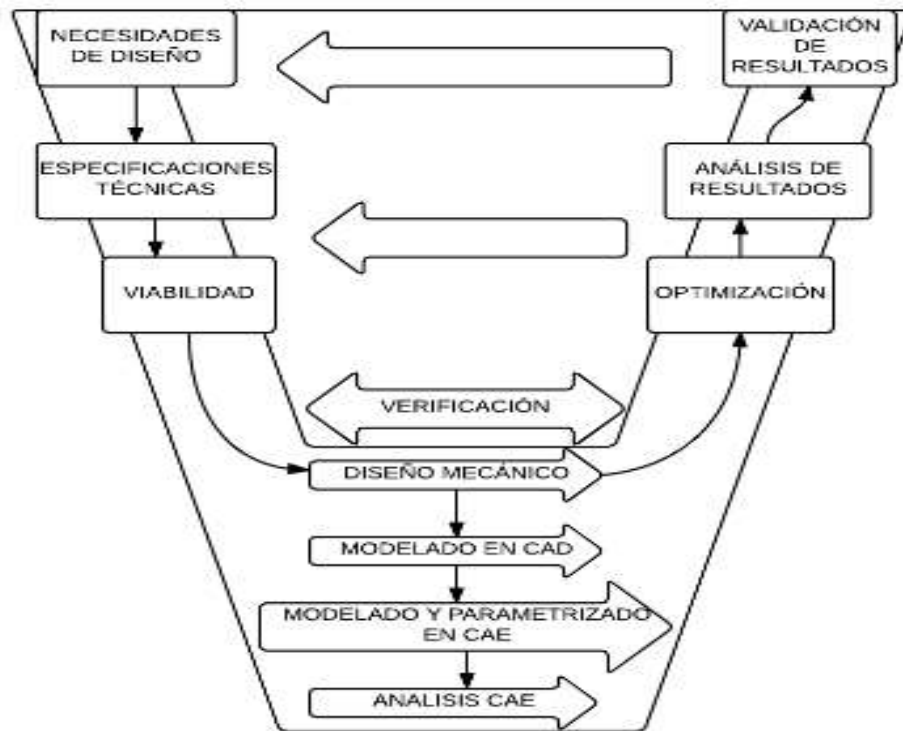 NECESIDADES
DE DISEÑO
VALIDACIÓN
DE
RESULTADOS
ESPECIFICACIONES
TÉCNICAS
ANÁLISIS DE
RESULTADOS
VIABILIDAD
OPTIMIZACIÓN
VERIFICACIÓN
DISEÑO MECÁNICO
MODELADO EN CAD
MODELADO Y PARAMETRIZADO
EN CAE
ANALISIS CAE